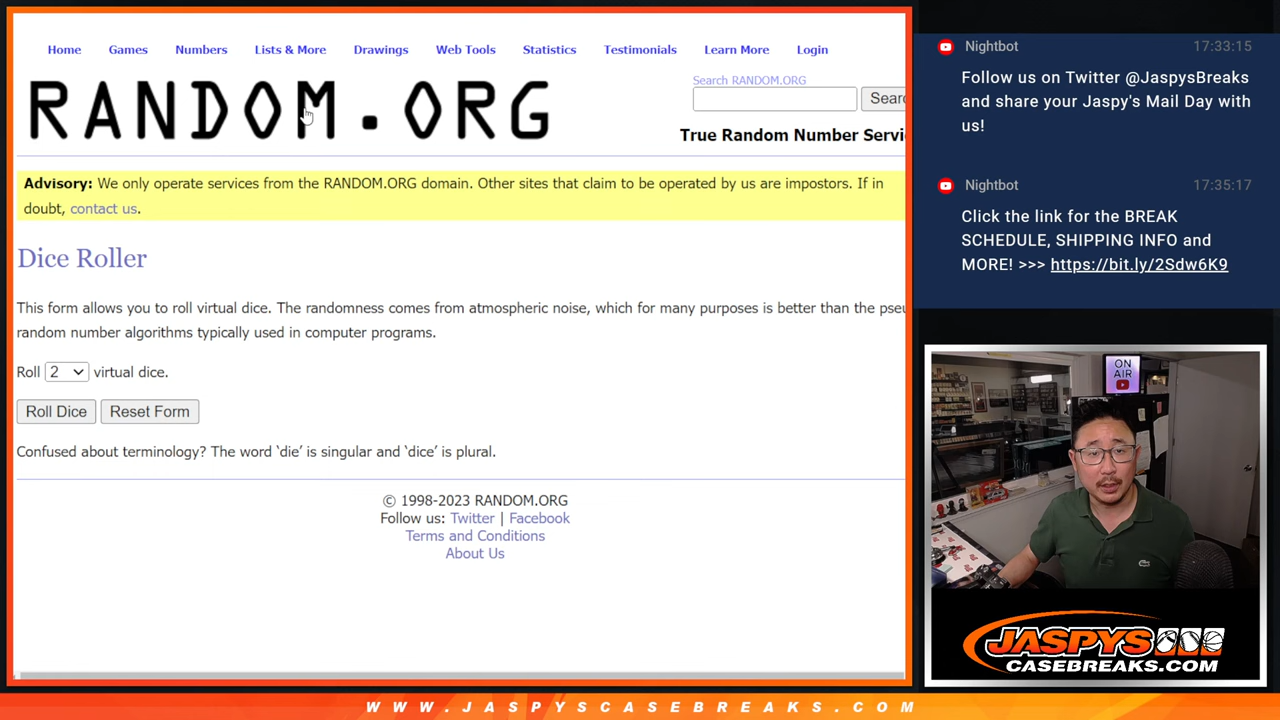 Home Games Numbers Lists & More Drawings Web Tools Statistics Testimonials Learn More Login
RANDOM.ORG
Search RANDOM.ORG
Searc
True Random Number Servi
Advisory: We only operate services from the RANDOM.ORG domain. Other sites that claim to be operated by us are impostors. If in
doubt, contact us.
Dice Roller
This form allows you to roll virtual dice. The randomness comes from atmospheric noise, which for many purposes is better than the pseu
random number algorithms typically used in computer programs.
Roll 2 virtual dice.
Roll Dice Reset Form
Confused about terminology? The word ‘die’ is singular and ‘dice’ is plural.
© 1998-2023 RANDOM.ORG
Follow us: Twitter | Facebook
Terms and Conditions
About Us
Nightbot 17:33:15
Follow us on Twitter @JaspysBreaks
and share your Jaspy's Mail Day with
us!
Nightbot 17:35:17
Click the link for the BREAK
SCHEDULE, SHIPPING INFO and
MORE! >>> https://bit.ly/2Sdw6K9
ON
AIR
JASPYS
CASEBREAKS.COM
WWW.JASPYSCASEBREAKS.COM